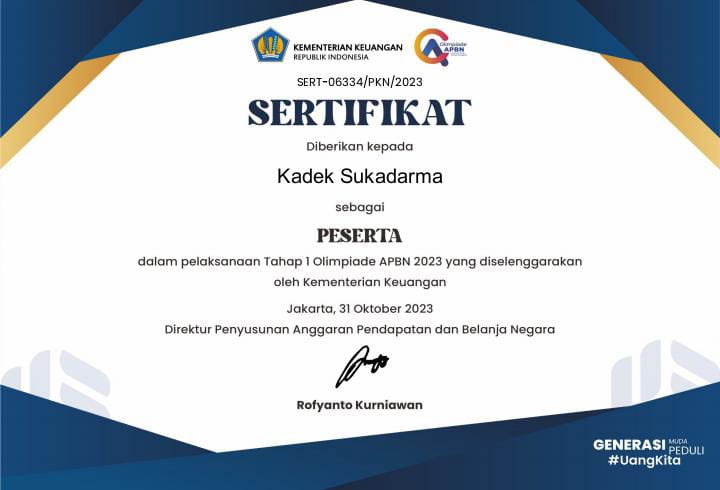 KEMENTERIAN KEUANGAN
REPUBLIK INDONESIA
Olimpiade
APBN
SERT-06334/PKN/2023
SERTIFIKAT
Diberikan kepada
Kadek Sukadarma
sebagai
PESERTA
dalam pelaksanaan Tahap 1 Olimpiade APBN 2023 yang diselenggarakan
oleh Kementerian Keuangan
Jakarta, 31 Oktober 2023
Direktur Penyusunan Anggaran Pendapatan dan Belanja Negara
Rofyanto Kurniawan
GENERASI MUDA PEDULI
#UangKita